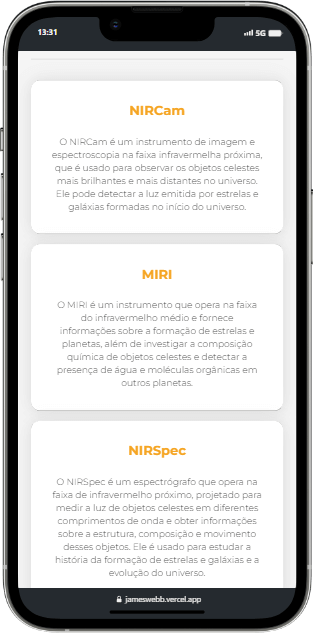 13:31
5G
NIRCam
O NIRCam é um instrumento de imagem e
espectroscopia na faixa infravermelha próxima,
que é usado para observar os objetos celestes
mais brilhantes e mais distantes no universo.
Ele pode detectar a luz emitida por estrelas e
galáxias formadas no início do universo.
MIRI
O MIRI é um instrumento que opera na faixa
do infravermelho médio e fornece
informações sobre a formação de estrelas e
planetas, além de investigar a composição
química de objetos celestes e detectar a
presença de água e moléculas orgânicas em
outros planetas.
NIRSpec
O NIRSpec é um espectrógrafo que opera na
faixa de infravermelho próximo, projetado para
medir a luz de objetos celestes em diferentes
comprimentos de onda e obter informações
sobre a estrutura, composição e movimento
desses objetos. Ele é usado para estudar a
história da formação de estrelas e galáxias e a
evolução do universo.
jameswebb.vercel.app